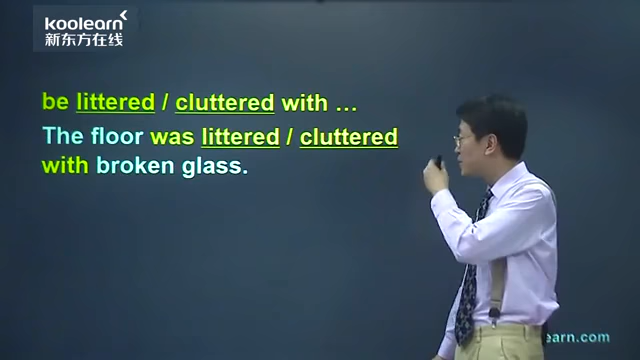 koolearn
新东方在线
be littered / cluttered with …
The floor was littered / cluttered
with broken glass.
earn.com